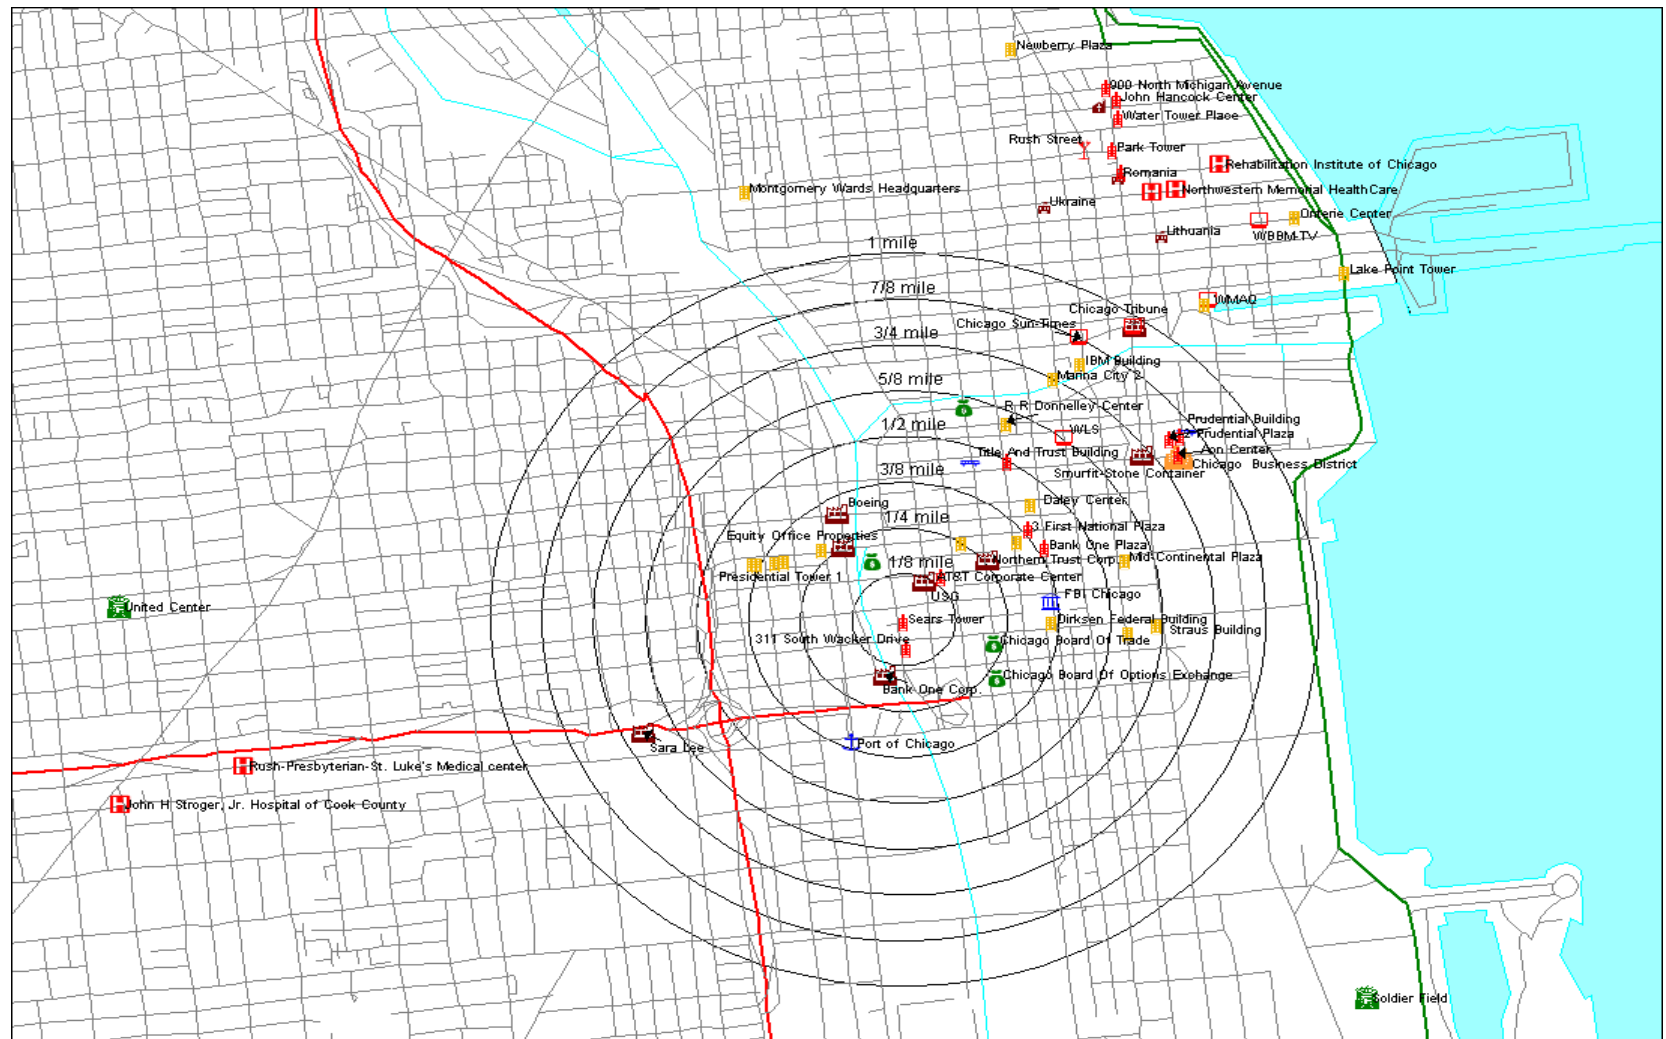 Newberry Plaza
900 North Michigan Avenue
John Hancock Center
Water Tower Place
Rush Street
Park Tower
Rehabilitation Institute of Chicago
Romania
Montgomery Wards Headquarters
Northwestern Memorial HealthCare
Ukraine
Onterie Center
Lithuania
WBBM-TV
1 mile
Lake Point Tower
7/8 mile
WMAQ
Chicago Tribune
Chicago Sun-Times
3/4 mile
IBM Building
Marina City 2
5/8 mile
R R Donnelley Center
Prudential Building
1/2 mile
WLS
2 Prudential Plaza
Title And Trust Building
Aon Center
Chicago Business District
3/8 mile
Smurfit-Stone Container
Boeing
Daley Center
1/4 mile
3 First National Plaza
Equity Office Properties
Bank One Plaza
Mid-Continental Plaza
1/8 mile
Northern Trust Corp.
Presidential Tower 1
AT&T Corporate Center
USG
FBI Chicago
United Center
Sears Tower
Dirksen Federal Building
Straus Building
311 South Wacker Drive
Chicago Board Of Trade
Chicago Board Of Options Exchange
Bank One Corp.
Port of Chicago
Sara Lee
Rush-Presbyterian-St. Luke's Medical center
John H Stroger, Jr. Hospital of Cook County
Soldier Field